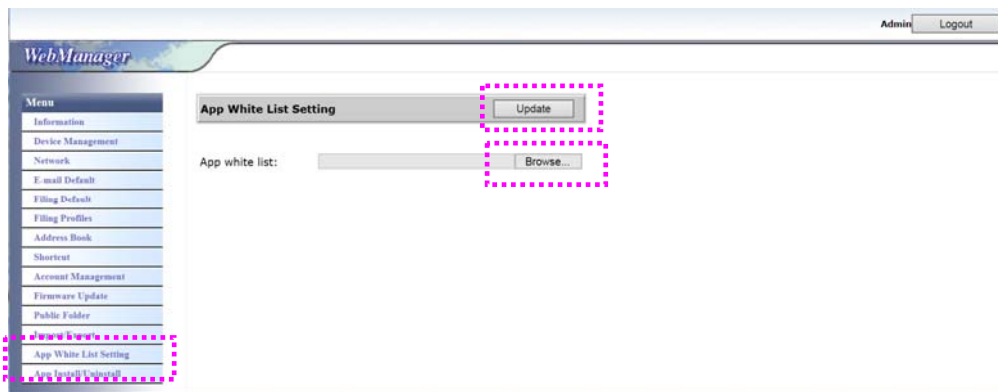 Admin Logout
WebManager
Menu
Information
Device Management
Network
E-mail Default
Filing Default
Filing Profiles
Address Book
Shortcut
Account Management
Firmware Update
Public Folder
Import/Export
App White List Setting
App Install/Uninstall
App White List Setting Update
App white list: Browse...